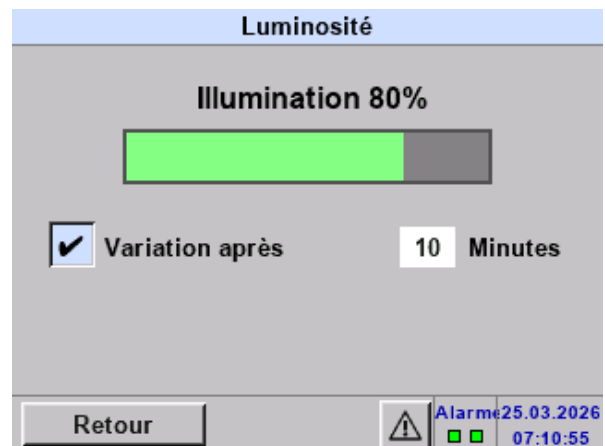 Luminosité
Illumination 80%
Variation après 10 Minutes
Retour
Alarme 25.03.2026
07:10:55